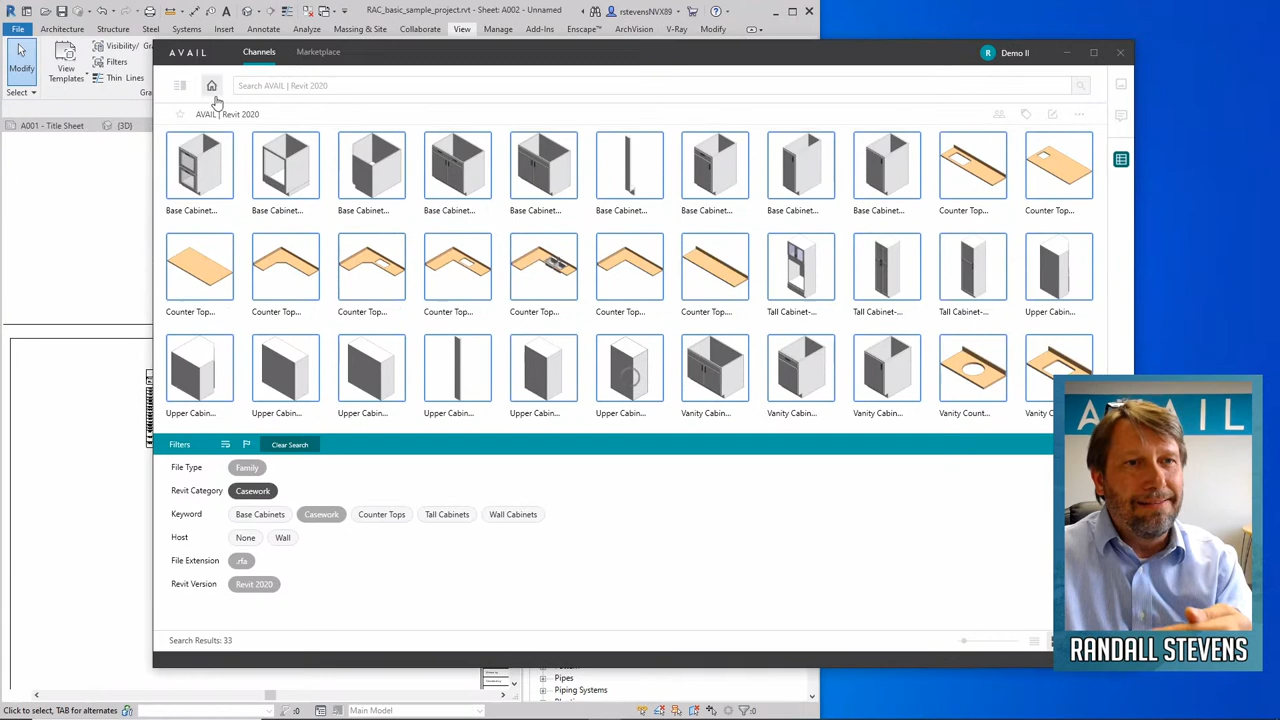 RAC_basic_sample_project.rvt - Sheet: A002 - Unnamed
rstevensNVX89
File Architecture Structure Steel Systems Insert Annotate Analyze Massing & Site Collaborate View Manage Add-Ins Enscape™ ArchVision V-Ray Modify
Modify
View
Templates
Visibility/
Filters
Thin Lines
Select
A001 - Title Sheet
{3D}
AVAIL
Channels
Marketplace
R
Demo II
Search AVAIL | Revit 2020
AVAIL | Revit 2020
Base Cabinet... Base Cabinet... Base Cabinet... Base Cabinet... Base Cabinet... Base Cabinet... Base Cabinet... Base Cabinet... Base Cabinet... Counter Top... Counter Top...
Counter Top... Counter Top... Counter Top... Counter Top... Counter Top... Counter Top... Counter Top... Tall Cabinet-... Tall Cabinet-... Tall Cabinet-... Upper Cabin...
Upper Cabin... Upper Cabin... Upper Cabin... Upper Cabin... Upper Cabin... Upper Cabin... Vanity Cabin... Vanity Cabin... Vanity Cabin... Vanity Count...
Filters
Clear Search
File Type Family
Revit Category Casework
Keyword Base Cabinets Casework Counter Tops Tall Cabinets Wall Cabinets
Host None Wall
File Extension .rfa
Revit Version Revit 2020
Search Results: 33
AVAIL
RANDALL STEVENS
Pipes
Piping Systems
Click to select, TAB for alternates
:0
Main Model
:0